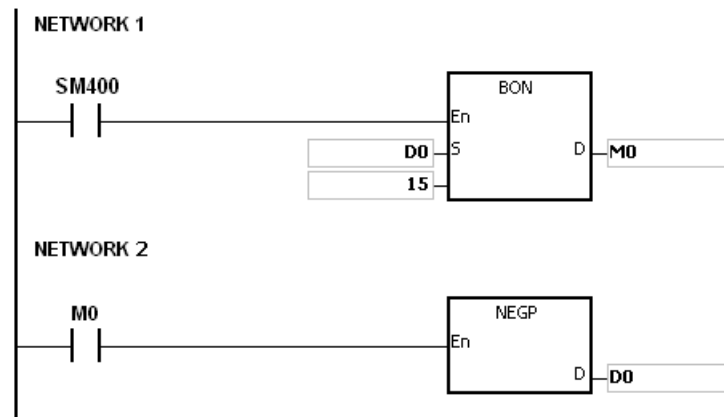 NETWORK 1
SM400
BON
En
D0 S D M0
15
NETWORK 2
M0
NEGP
En
D D0